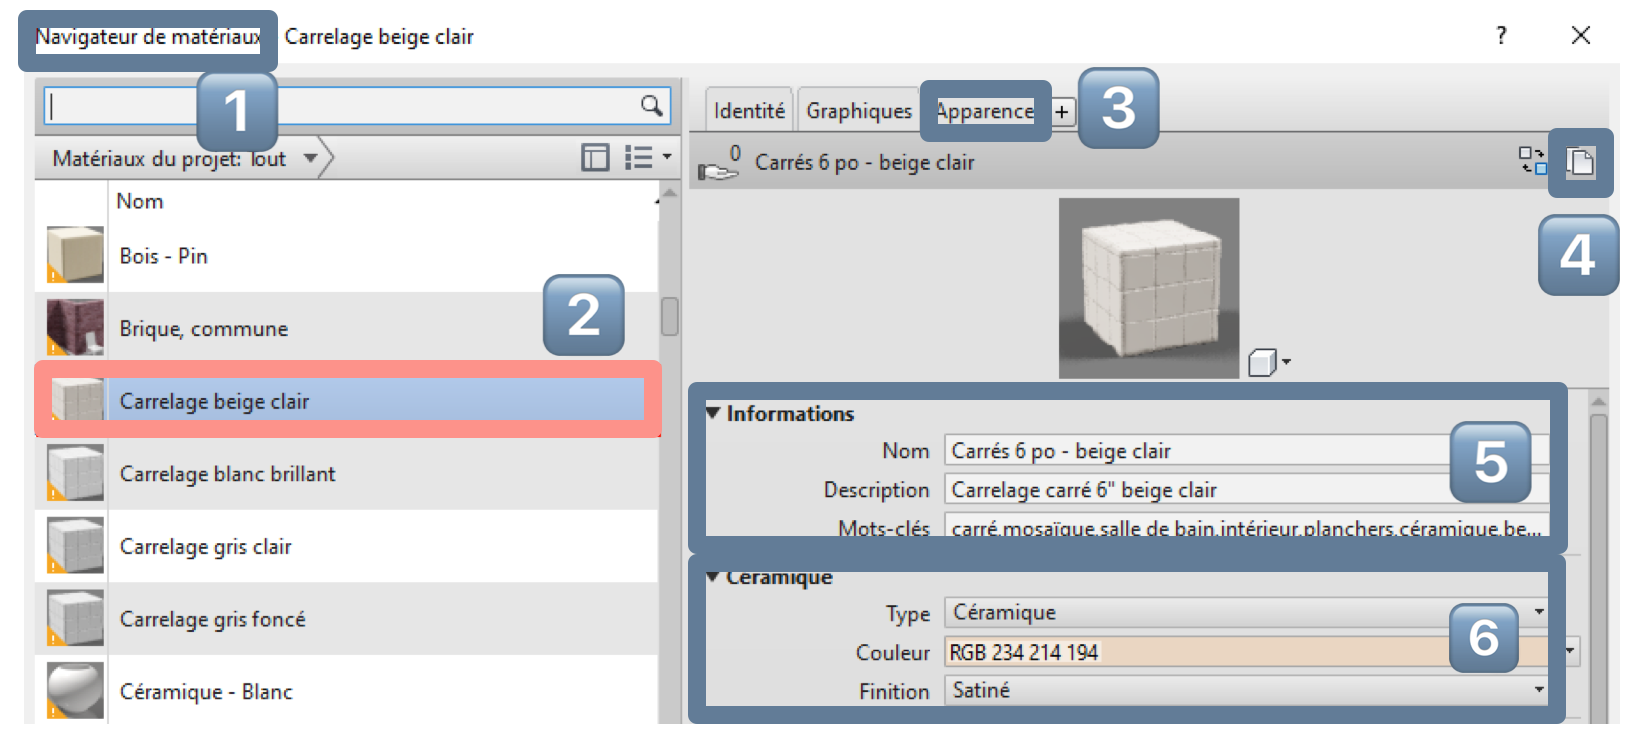 Navigateur de matériaux Carrelage beige clair ?
1
Matériaux du projet: Tout
Nom
Bois - Pin
Brique, commune
2
Carrelage beige clair
Carrelage blanc brillant
Carrelage gris clair
Carrelage gris foncé
Céramique - Blanc
Identité Graphiques Apparence + 3
0 Carrés 6 po - beige clair
4
Informations
Nom Carrés 6 po - beige clair
5
Description Carrelage carré 6" beige clair
Mots-clés carré,mosaïque,salle de bain,intérieur,planchers,céramique,be...
Céramique
Type Céramique
6
Couleur RGB 234 214 194
Finition Satiné